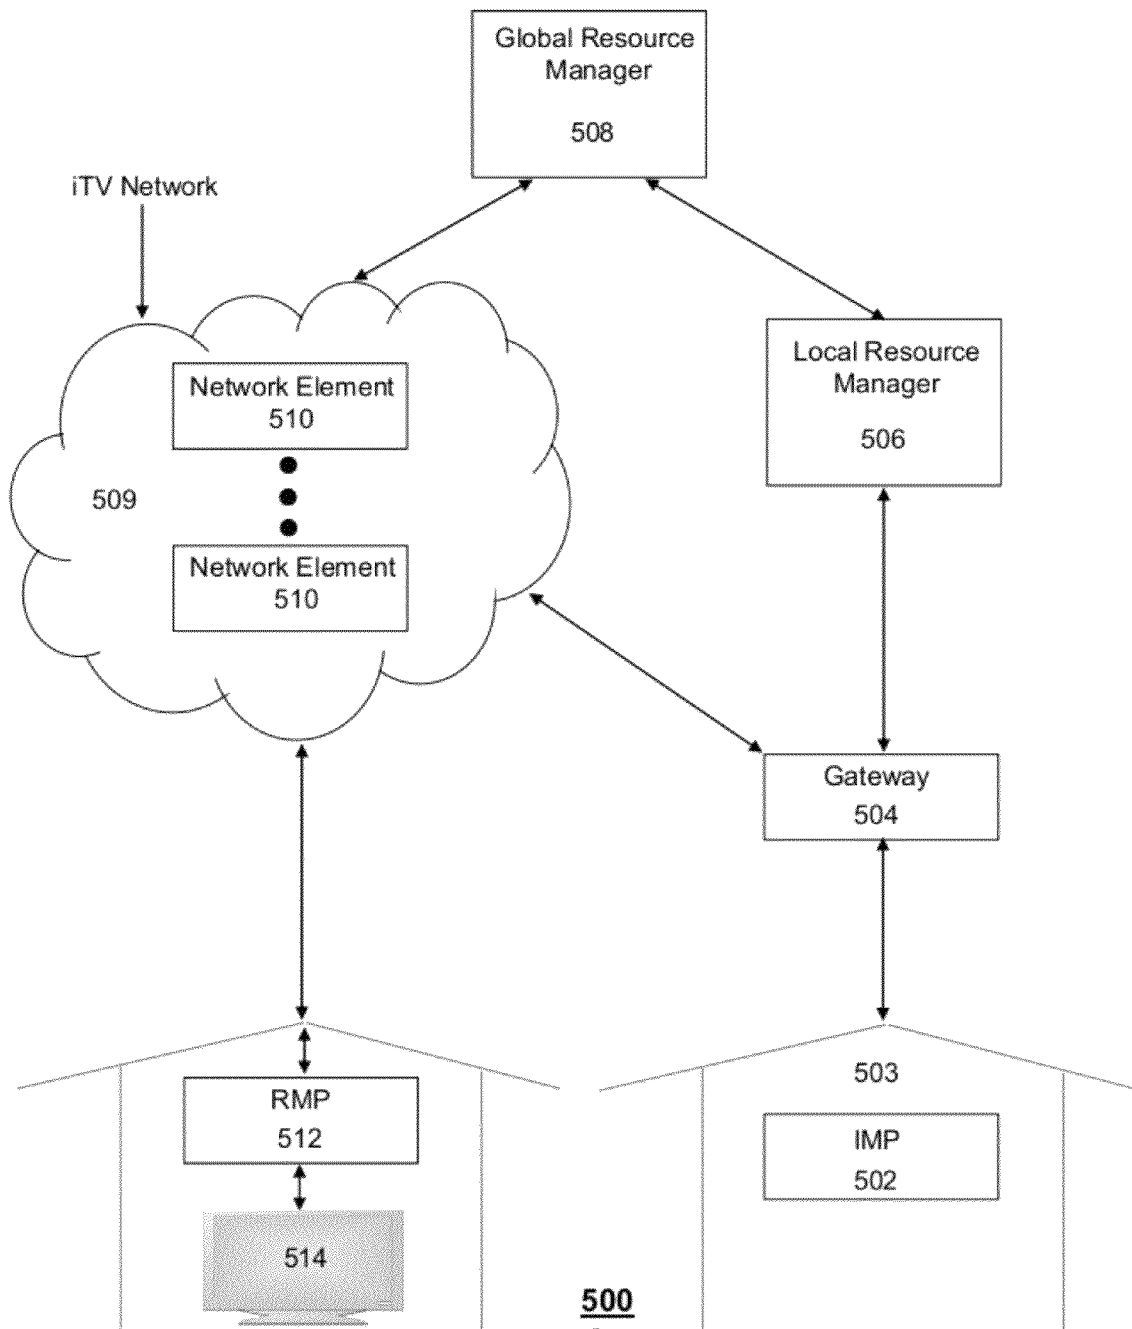 Global Resource
Manager
508
iTV Network
Local Resource
Manager
506
Network Element
510
509
Network Element
510
Gateway
504
503
RMP
512
IMP
502
514
500